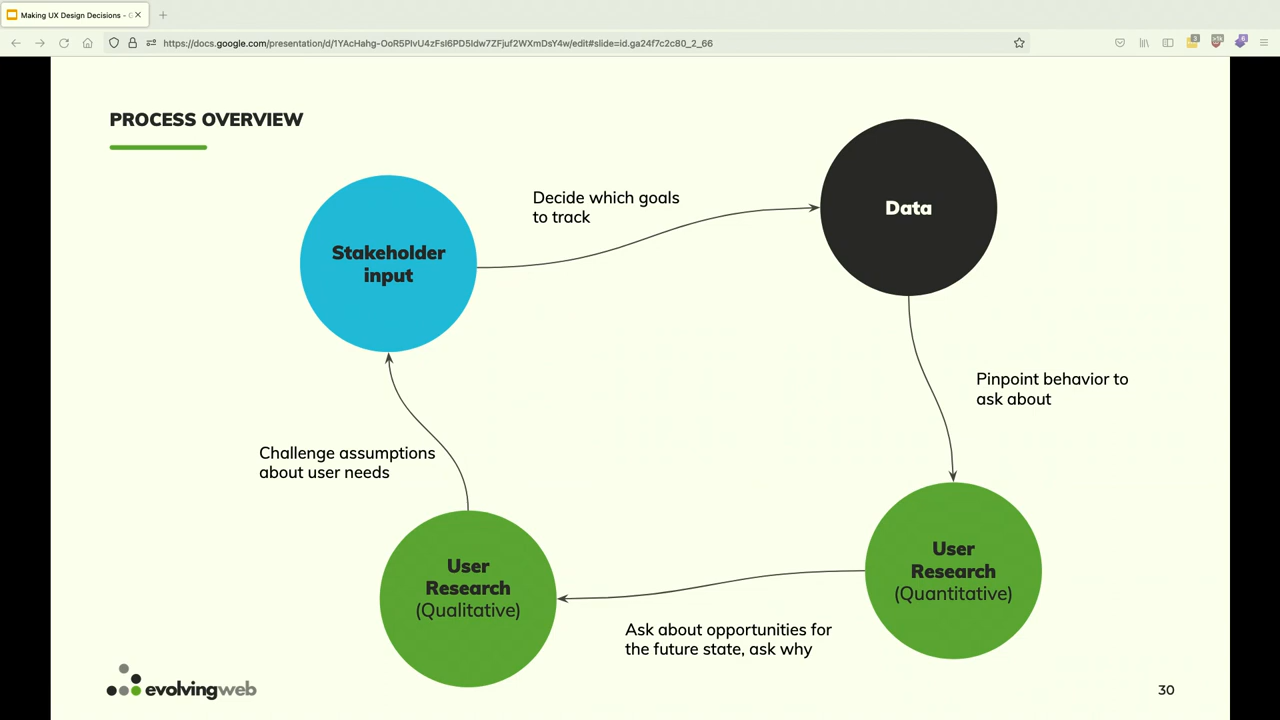 Making UX Design Decisions - G
https://docs.google.com/presentation/d/1YAcHahg-OoR5PIvU4zFsI6PD5Idw7ZFjuf2WXmDsY4w/edit#slide=id.ga24f7c2c80_2_66
PROCESS OVERVIEW
Stakeholder
input
Decide which goals
to track
Data
Pinpoint behavior to
ask about
User
Research
(Quantitative)
Ask about opportunities for
the future state, ask why
User
Research
(Qualitative)
Challenge assumptions
about user needs
evolvingweb
30